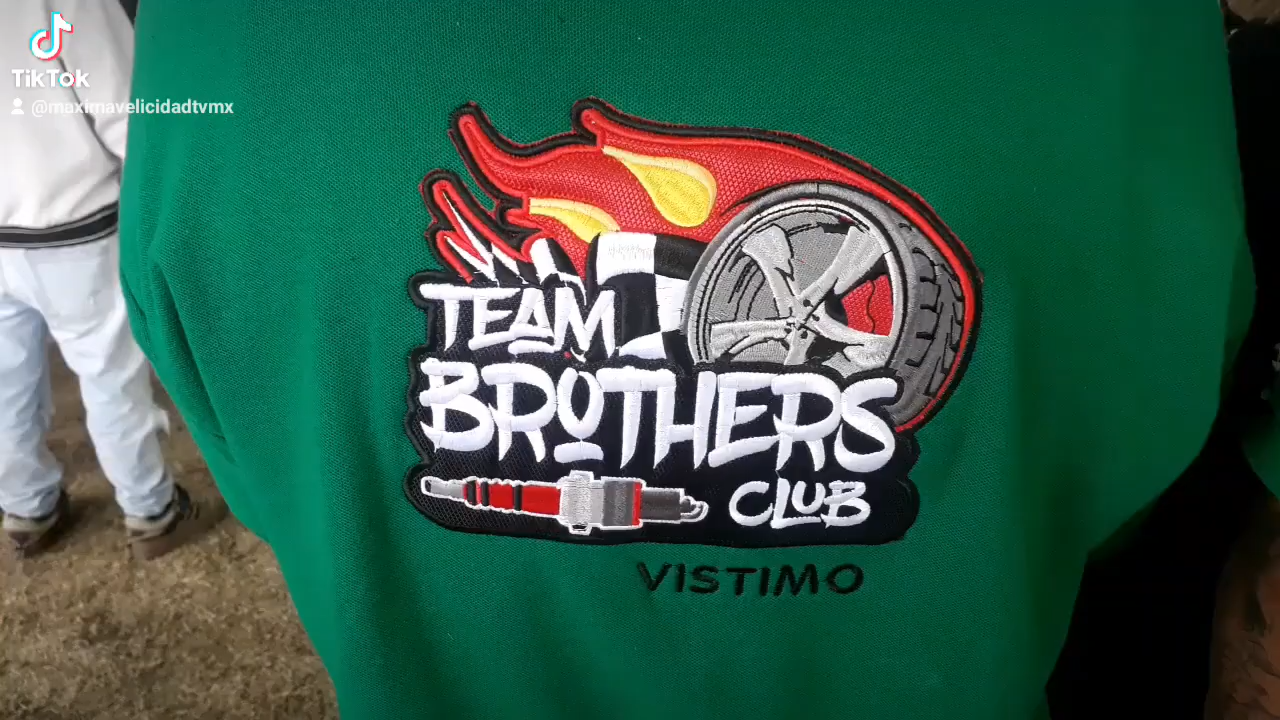 TikTok
@maximavelicidadtvmx
TEAM
BROTHERS
CLUB
VISTIMO